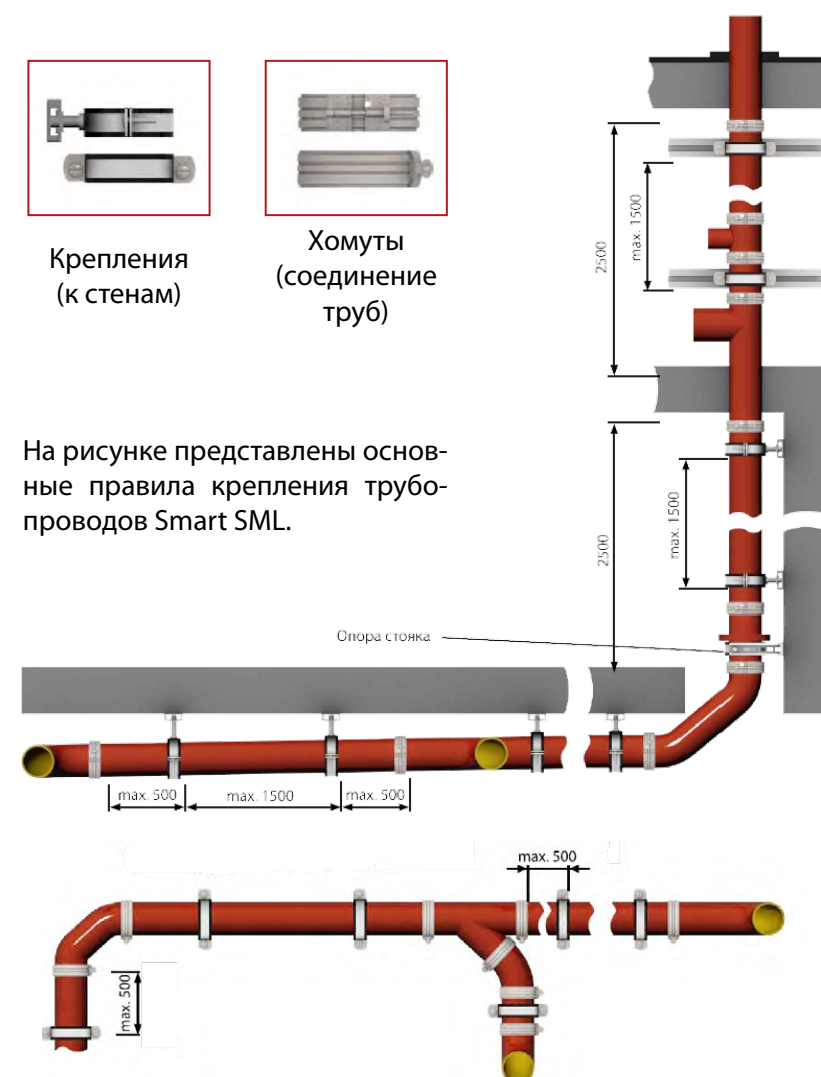 Крепления
(к стенам)
Хомуты
(соединение
труб)
2500
max. 1500
На рисунке представлены основ-
ные правила крепления трубо-
проводов Smart SML.
2500
max. 1500
Опора стояка
max. 500
max. 1500
max. 500
max. 500
max. 500